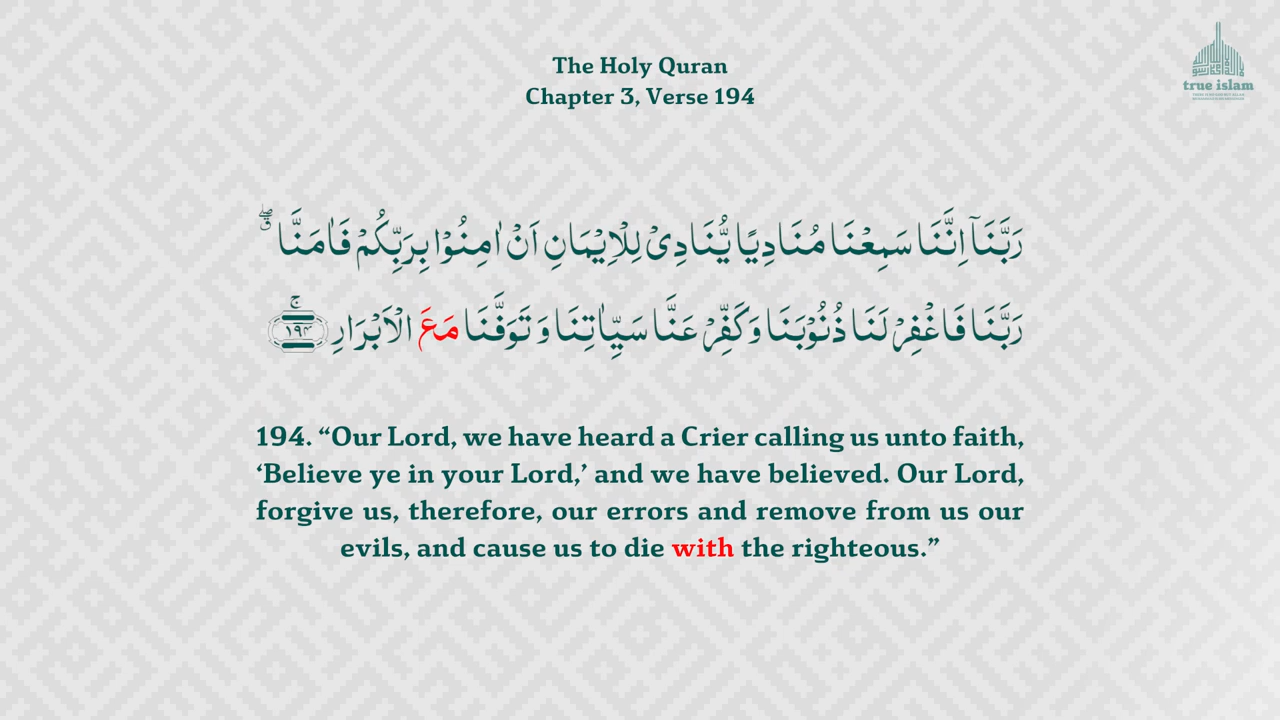 The Holy Quran
Chapter 3, Verse 194
true islam
رَبَّنَاۤ اِنَّنَا سَمِعْنَا مُنَادِيًا يُّنَادِىْ لِلْاِيْمَانِ اَنْ اٰمِنُوْا بِرَبِّكُمْ فَاٰمَنَّا ۖۗ
رَبَّنَا فَاغْفِرْ لَنَا ذُنُوْبَنَا وَكَفِّرْ عَنَّا سَيِّاٰتِنَا وَ تَوَفَّنَا مَعَ الْاَبْرَارِ ۚ ﴿۱۹۴﴾
194. “Our Lord, we have heard a Crier calling us unto faith,
‘Believe ye in your Lord,’ and we have believed. Our Lord,
forgive us, therefore, our errors and remove from us our
evils, and cause us to die with the righteous.”